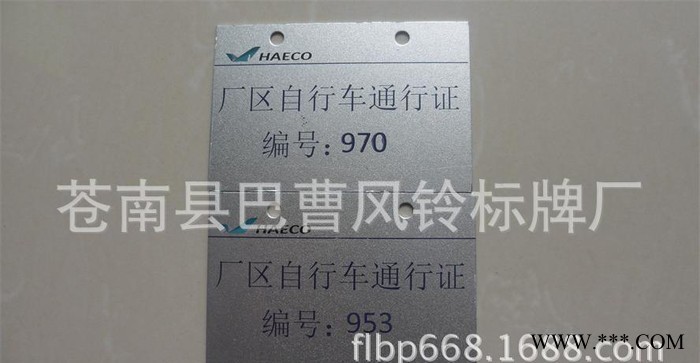 HAECO
厂区自行车通行证
编号：970
苍南县巴曹风铃标牌厂
HAECO
厂区自行车通行证
编号：953
flbp668.1688.com
www.***.com